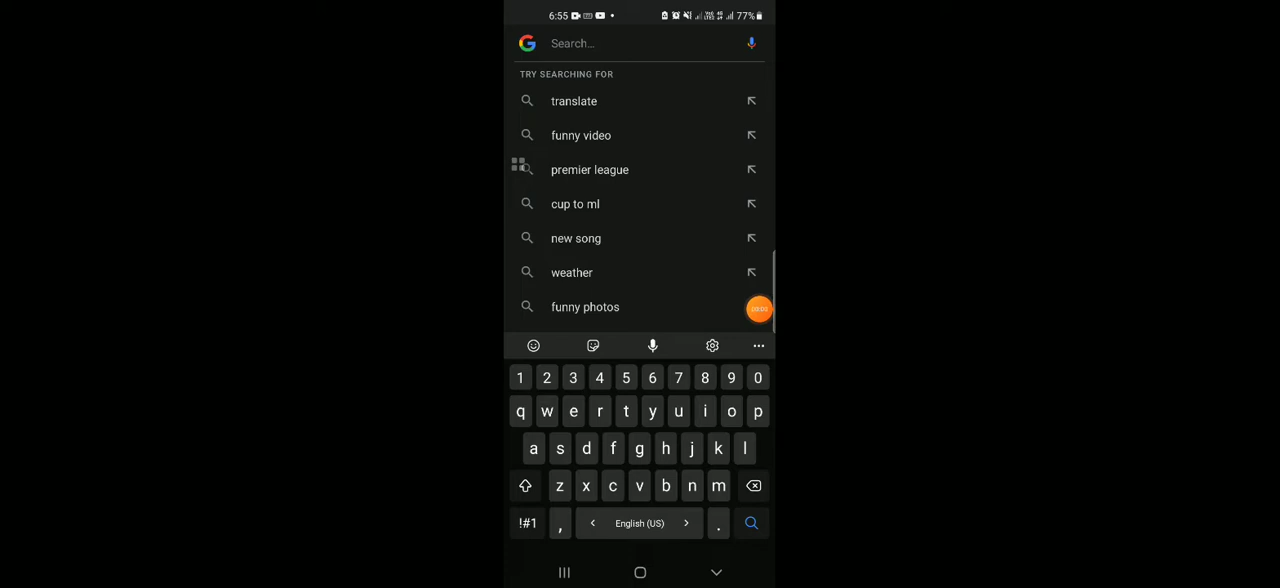 6:55 77%
Search...
TRY SEARCHING FOR
translate
funny video
premier league
cup to ml
new song
weather
funny photos
1 2 3 4 5 6 7 8 9 0
q w e r t y u i o p
a s d f g h j k l
z x c v b n m
!#1 , English (US) .